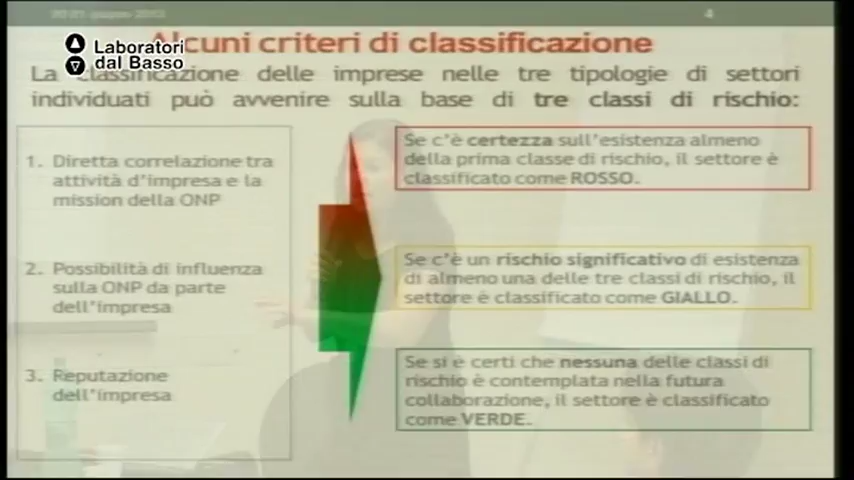 4
Laboratori
dal Basso
Alcuni criteri di classificazione
La classificazione delle imprese nelle tre tipologie di settori
individuati può avvenire sulla base di tre classi di rischio:
1. Diretta correlazione tra
attività d'impresa e la
mission della ONP
2. Possibilità di influenza
sulla ONP da parte
dell'impresa
3. Reputazione
dell'impresa
Se c'è certezza sull'esistenza almeno
della prima classe di rischio, il settore è
classificato come ROSSO.
Se c'è un rischio significativo di esistenza
di almeno una delle tre classi di rischio, il
settore è classificato come GIALLO.
Se si è certi che nessuna delle classi di
rischio è contemplata nella futura
collaborazione, il settore è classificato
come VERDE.